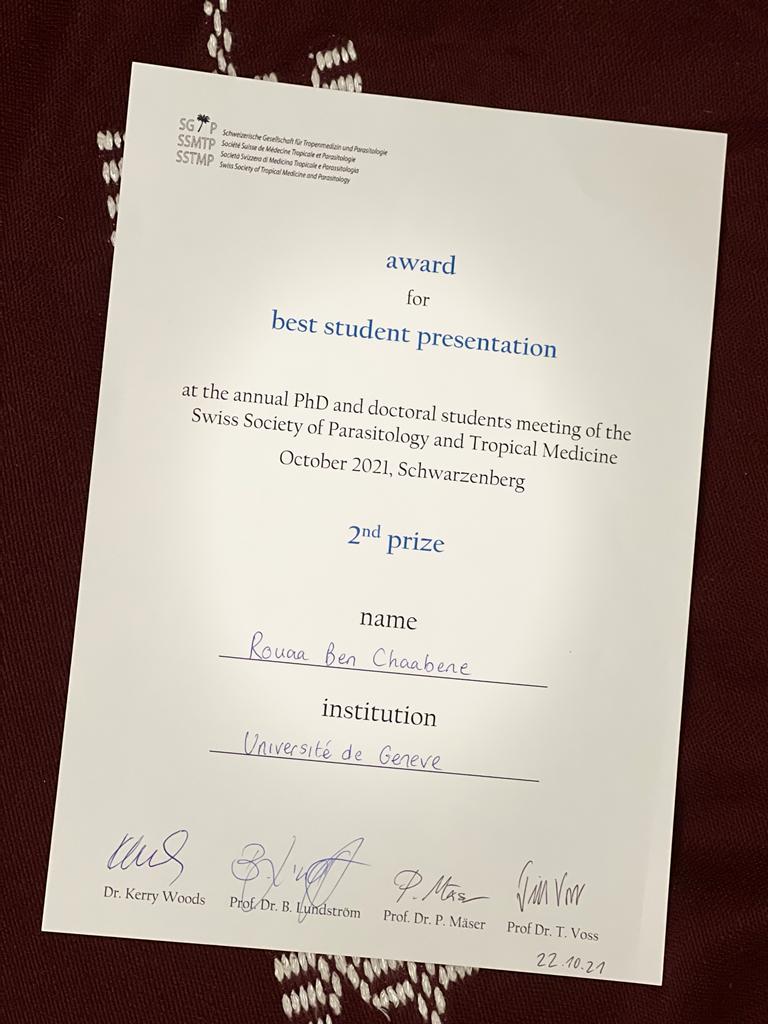 SG P
SSMTP
SSTMP
Schweizerische Gesellschaft für Tropenmedizin und Parasitologie
Société Suisse de Médecine Tropicale et Parasitologie
Società Svizzera di Medicina Tropicale e Parassitologia
Swiss Society of Tropical Medicine and Parasitology
award
for
best student presentation
at the annual PhD and doctoral students meeting of the
Swiss Society of Parasitology and Tropical Medicine
October 2021, Schwarzenberg
2nd prize
name
Rouaa Ben Chaabene
institution
Université de Geneve
P. Mäser
Dr. Kerry Woods
Prof. Dr. B. Lundström
Prof. Dr. P. Mäser
Prof Dr. T. Voss
22.10.21